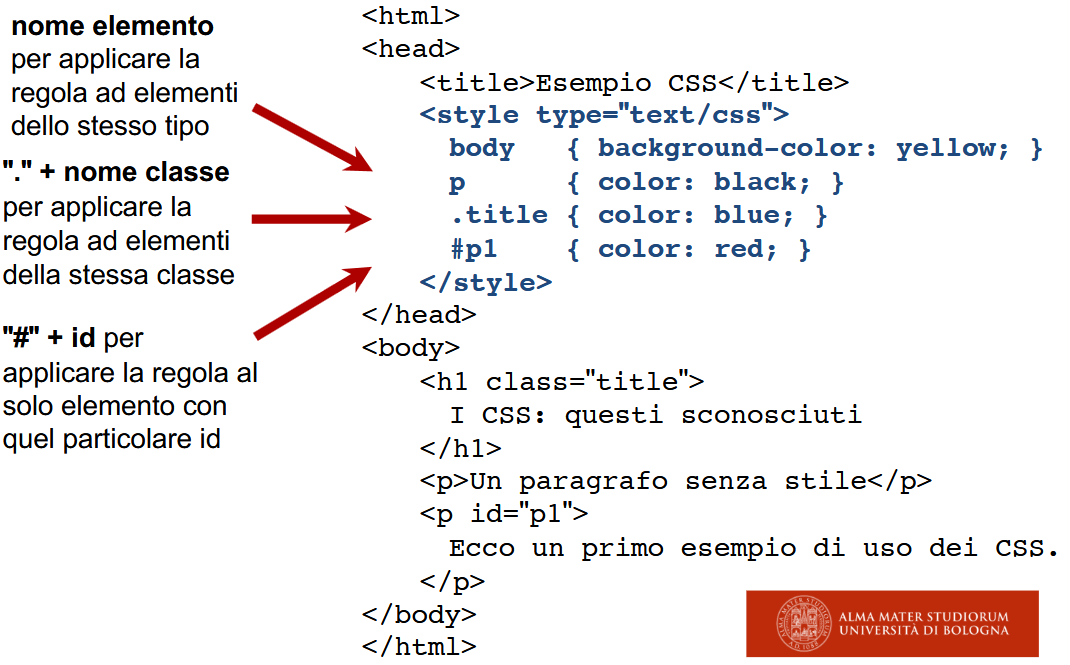 nome elemento
per applicare la
regola ad elementi
dello stesso tipo
"." + nome classe
per applicare la
regola ad elementi
della stessa classe
"#" + id per
applicare la regola al
solo elemento con
quel particolare id
<html>
<head>
<title>Esempio CSS</title>
<style type="text/css">
body { background-color: yellow; }
p { color: black; }
.title { color: blue; }
#p1 { color: red; }
</style>
</head>
<body>
<h1 class="title">
I CSS: questi sconosciuti
</h1>
<p>Un paragrafo senza stile</p>
<p id="p1">
Ecco un primo esempio di uso dei CSS.
</p>
</body>
</html>
ALMA MATER STUDIORUM
UNIVERSITÀ DI BOLOGNA